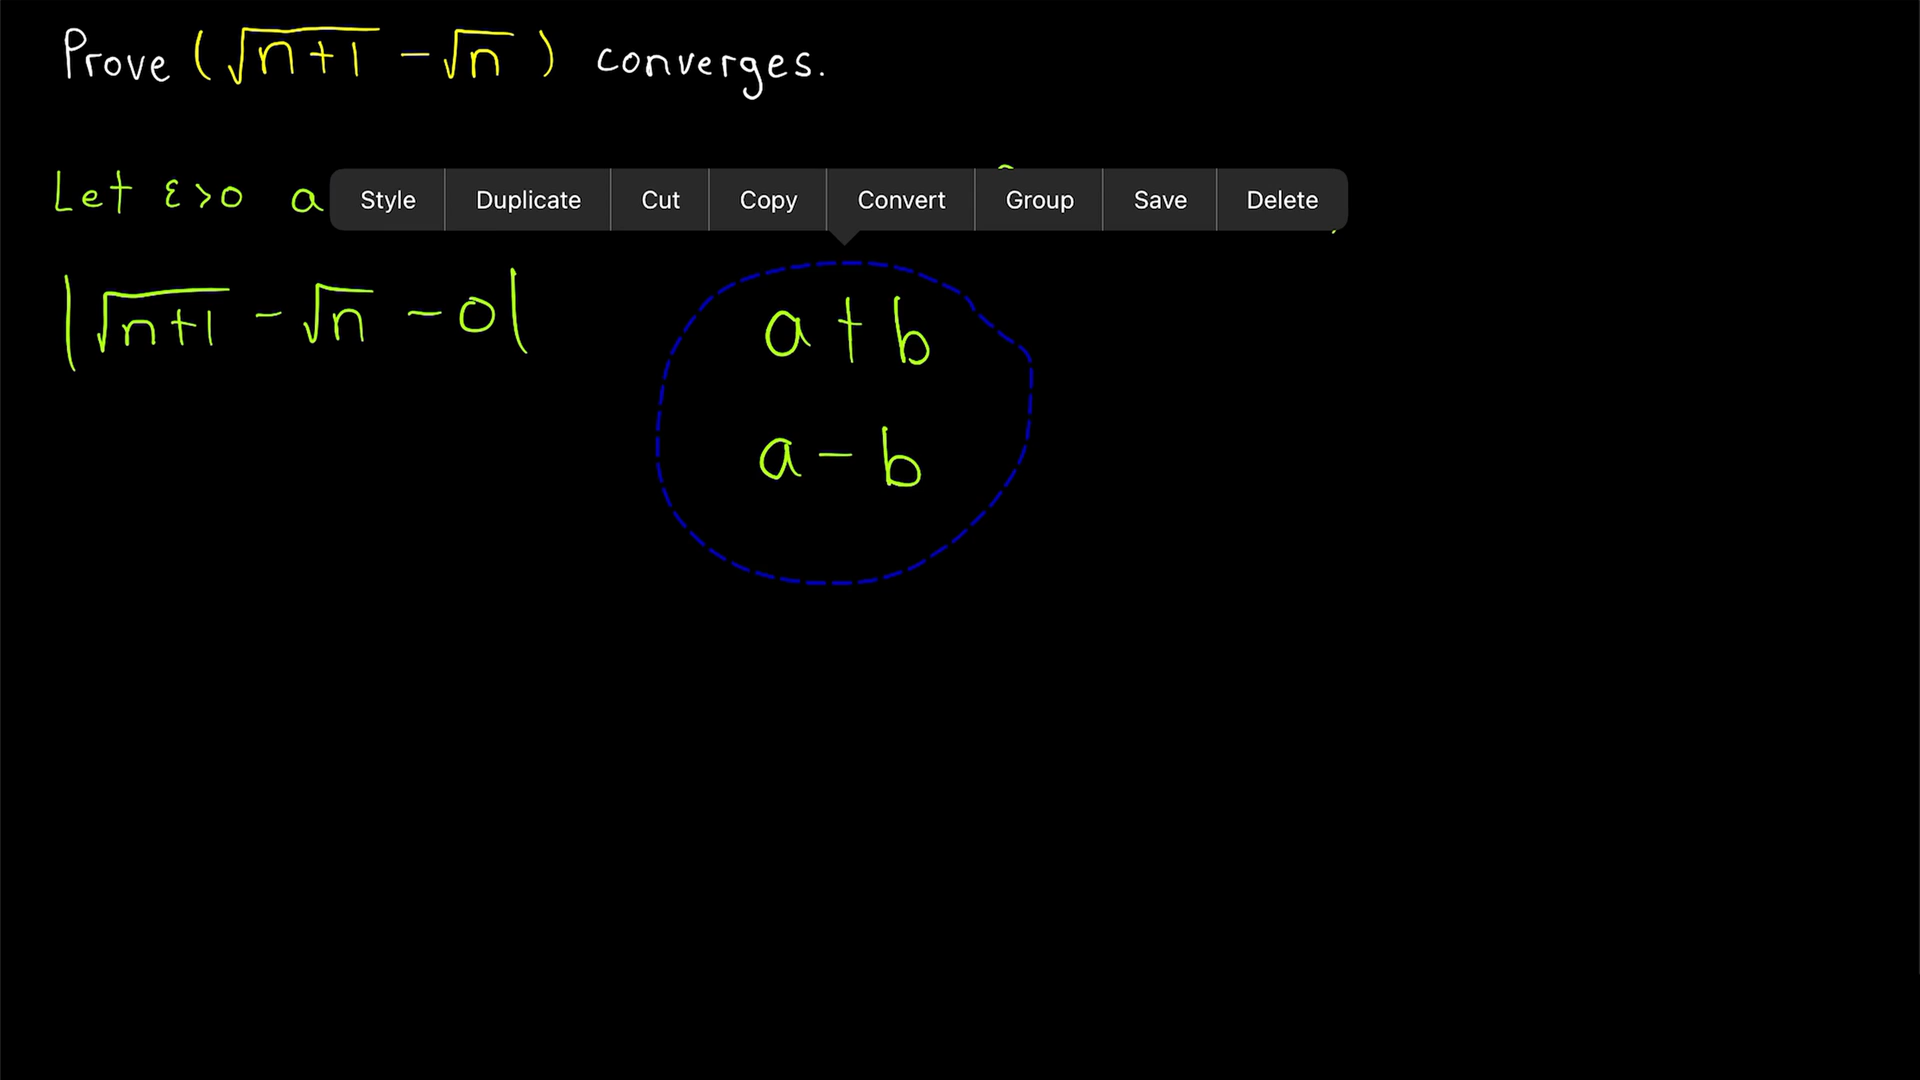 Prove (√n+1 - √n) converges.
Let ε>0 a
Style Duplicate Cut Copy Convert Group Save Delete
|√n+1 - √n - 0|
a + b
a - b